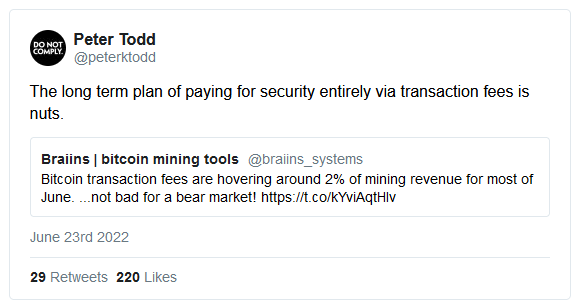 DO NOT
COMPLY.
Peter Todd
@peterktodd
The long term plan of paying for security entirely via transaction fees is
nuts.
Braiins | bitcoin mining tools @braiins_systems
Bitcoin transaction fees are hovering around 2% of mining revenue for most of
June. ...not bad for a bear market! https://t.co/kYviAqtHlv
June 23rd 2022
29 Retweets 220 Likes